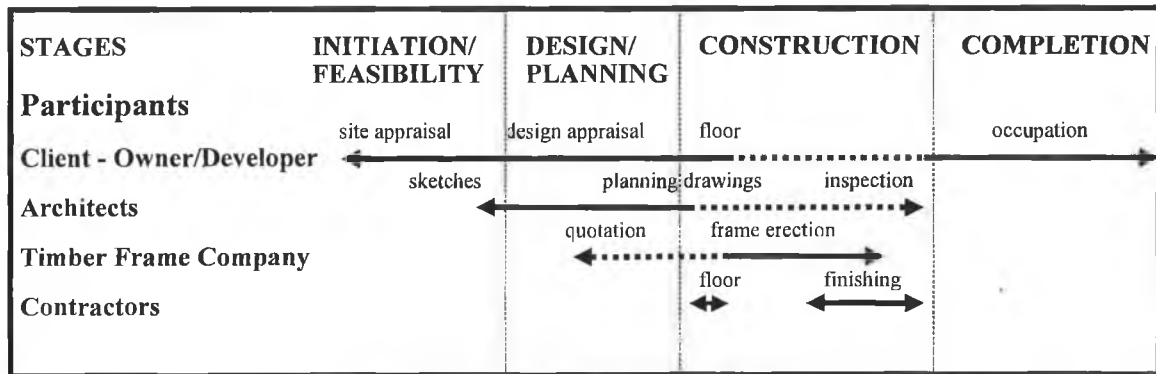 STAGES INITIATION/ DESIGN/ CONSTRUCTION COMPLETION
FEASIBILITY PLANNING
Participants
site appraisal design appraisal floor occupation
Client - Owner/Developer
sketches planning drawings inspection
Architects
quotation frame erection
Timber Frame Company
floor finishing
Contractors